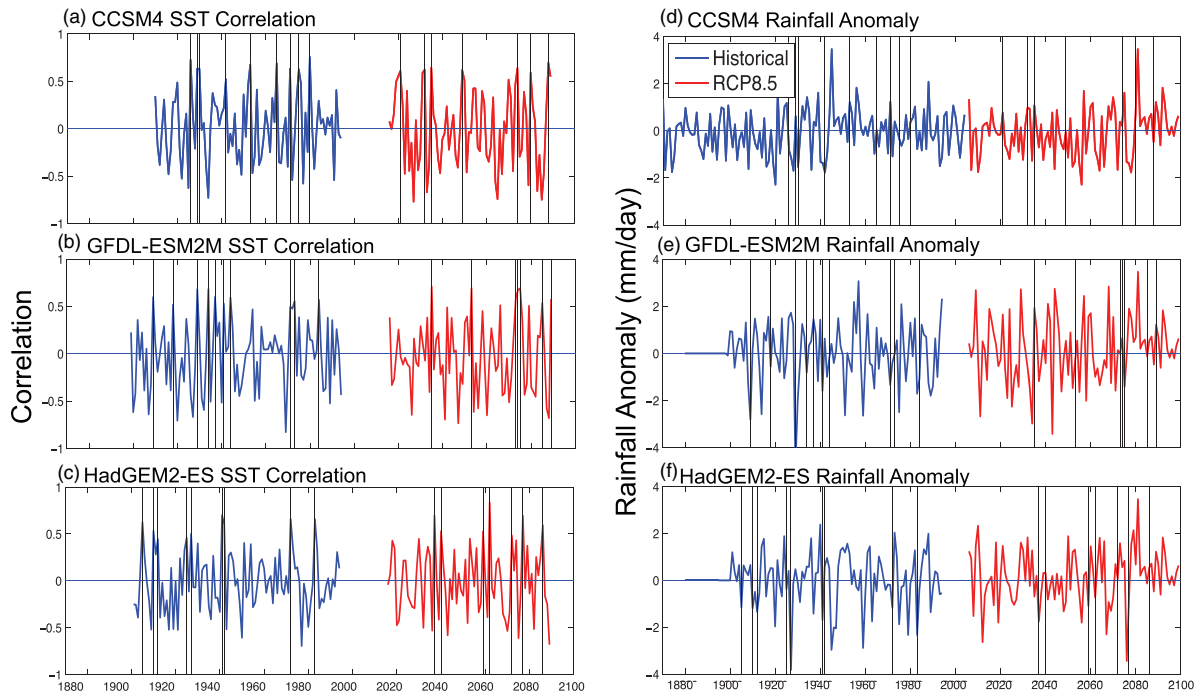 (a) CCSM4 SST Correlation
1
0.5
0
−0.5
−1
(b) GFDL-ESM2M SST Correlation
1
0.5
0
−0.5
−1
(c) HadGEM2-ES SST Correlation
1
0.5
0
−0.5
−1
1880 1900 1920 1940 1960 1980 2000 2020 2040 2060 2080 2100
Correlation
(d) CCSM4 Rainfall Anomaly
Historical
RCP8.5
4
2
0
−2
−4
(e) GFDL-ESM2M Rainfall Anomaly
4
2
0
−2
−4
(f) HadGEM2-ES Rainfall Anomaly
4
2
0
−2
−4
1880 1900 1920 1940 1960 1980 2000 2020 2040 2060 2080 2100
Rainfall Anomaly (mm/day)